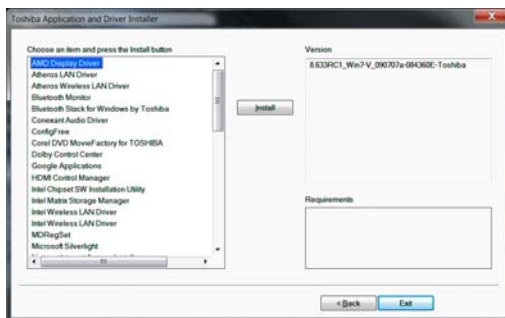 Toshiba Application and Driver Installer
Choose an item and press the Install button
AMD Display Driver
Atheros LAN Driver
Atheros Wireless LAN Driver
Bluetooth Monitor
Bluetooth Stack for Windows by Toshiba
Conexant Audio Driver
ConfigFree
Corel DVD MovieFactory for TOSHIBA
Dolby Control Center
Google Applications
HDMI Control Manager
Intel Chipset SW Installation Utility
Intel Matrix Storage Manager
Intel Wireless LAN Driver
Intel Wireless LAN Driver
MDRegSet
Microsoft Silverlight
Install
Version
8.633RC1_Win7-V_090707a-084360E-Toshiba
Requirements
< Back
Exit